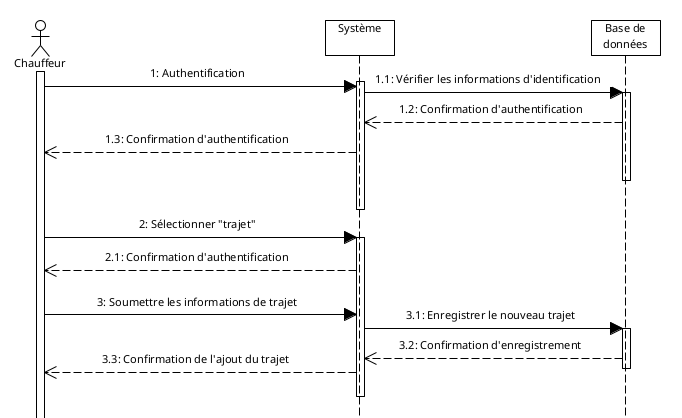 Système
Base de
données
Chauffeur
1: Authentification
1.1: Vérifier les informations d'identification
1.2: Confirmation d'authentification
1.3: Confirmation d'authentification
2: Sélectionner "trajet"
2.1: Confirmation d'authentification
3: Soumettre les informations de trajet
3.1: Enregistrer le nouveau trajet
3.2: Confirmation d'enregistrement
3.3: Confirmation de l'ajout du trajet